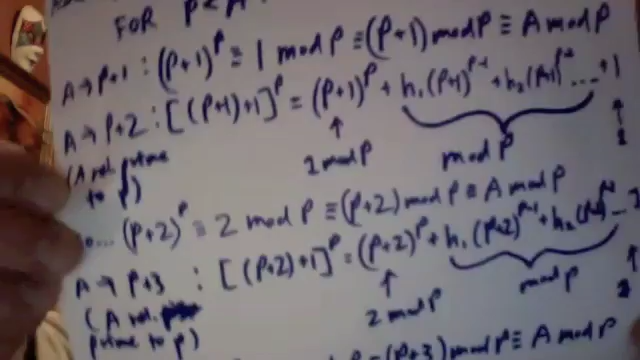 FOR P < A
A → P+1 : (P+1)^P ≡ 1 mod P ≡ (P+1) mod P ≡ A mod P
A → P+2 : [(P+1)+1]^P = (P+1)^P + h₁(P+1)^P-1 + h₂(P+1)^P-2 ... +1
(A rel. prime to P)
↑ 1 mod P
mod P
↑ 1
... (P+2)^P ≡ 2 mod P ≡ (P+2) mod P ≡ A mod P
A → P+3 : [(P+2)+1]^P = (P+2)^P + h₁(P+2)^P-1 + h₂(P+2)^P-2 ...
(A rel. prime to P)
↑ 2 mod P
mod P
↑
(P+3) mod P ≡ A mod P